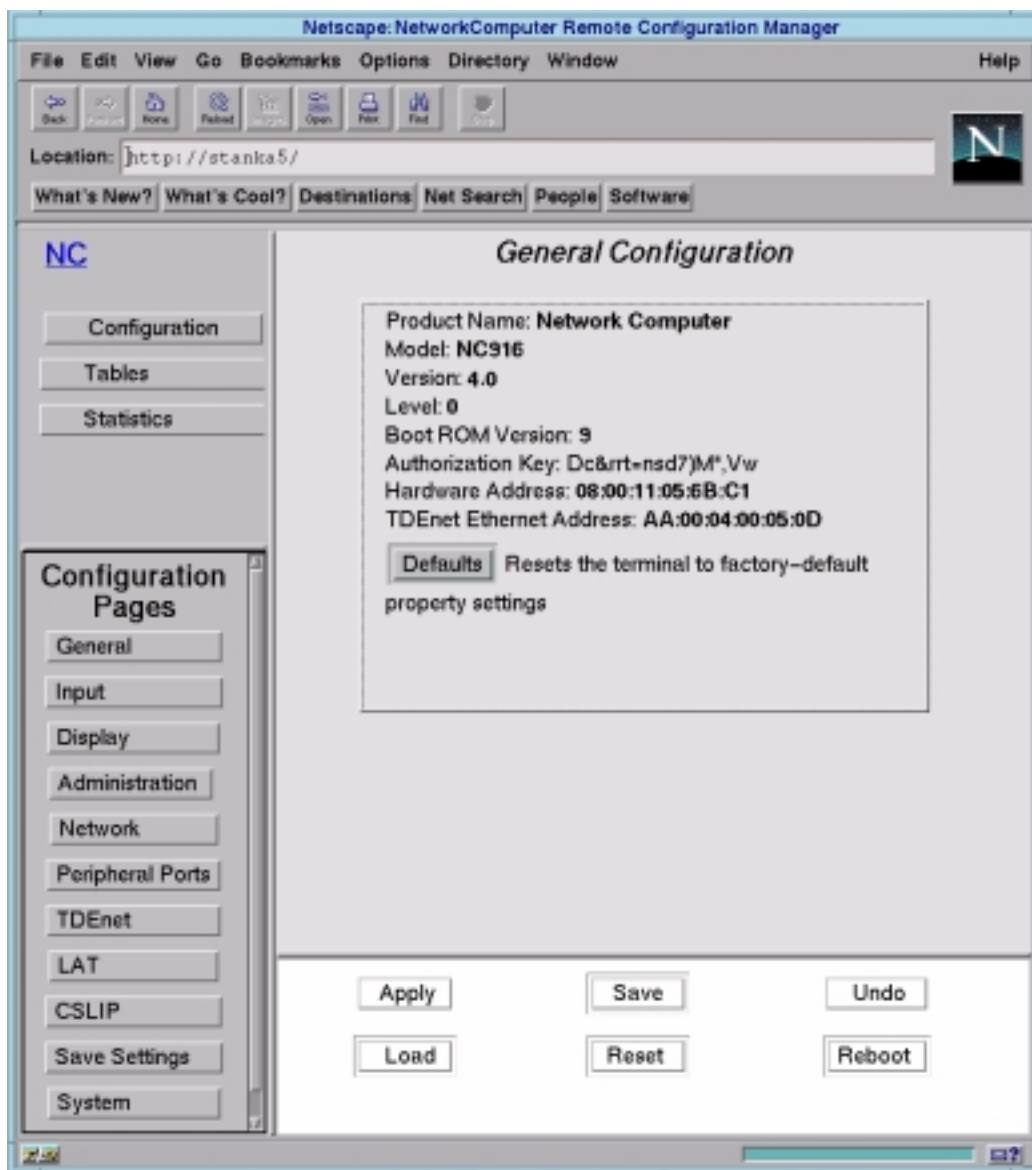 Netscape: NetworkComputer Remote Configuration Manager
File Edit View Go Bookmarks Options Directory Window Help
Back Home Reload Open Print Find
Location: http://stanka5/
N
What's New? What's Cool? Destinations Net Search People Software
NC
Configuration
Tables
Statistics
Configuration
Pages
General
Input
Display
Administration
Network
Peripheral Ports
TDEnet
LAT
CSLIP
Save Settings
System
General Configuration
Product Name: Network Computer
Model: NC916
Version: 4.0
Level: 0
Boot ROM Version: 9
Authorization Key: Dc&rrt=nsd7)M*,Vw
Hardware Address: 08:00:11:05:6B:C1
TDEnet Ethernet Address: AA:00:04:00:05:0D
Defaults Resets the terminal to factory-default
property settings
Apply Save Undo
Load Reset Reboot